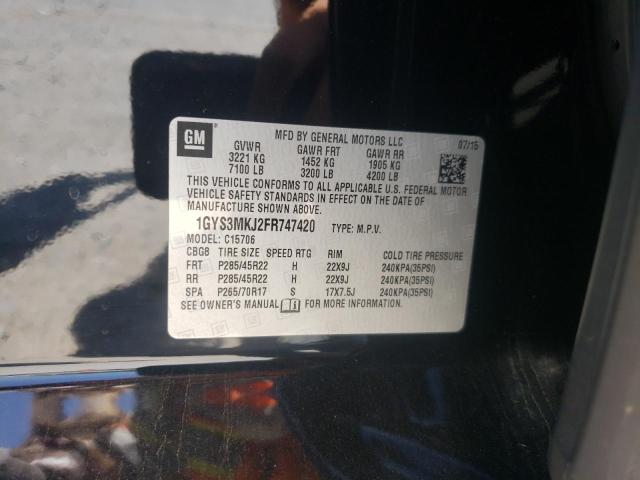 GM
MFD BY GENERAL MOTORS LLC
07/15
GVWR GAWR FRT GAWR RR
3221 KG 1452 KG 1905 KG
7100 LB 3200 LB 4200 LB
THIS VEHICLE CONFORMS TO ALL APPLICABLE U.S. FEDERAL MOTOR
VEHICLE SAFETY STANDARDS IN EFFECT ON THE DATE OF
MANUFACTURE SHOWN ABOVE.
1GYS3MKJ2FR747420 TYPE: M.P.V.
MODEL: C15706
CBGB TIRE SIZE SPEED RTG RIM COLD TIRE PRESSURE
FRT P285/45R22 H 22X9J 240KPA(35PSI)
RR P285/45R22 H 22X9J 240KPA(35PSI)
SPA P265/70R17 S 17X7.5J 240KPA(35PSI)
SEE OWNER'S MANUAL FOR MORE INFORMATION.